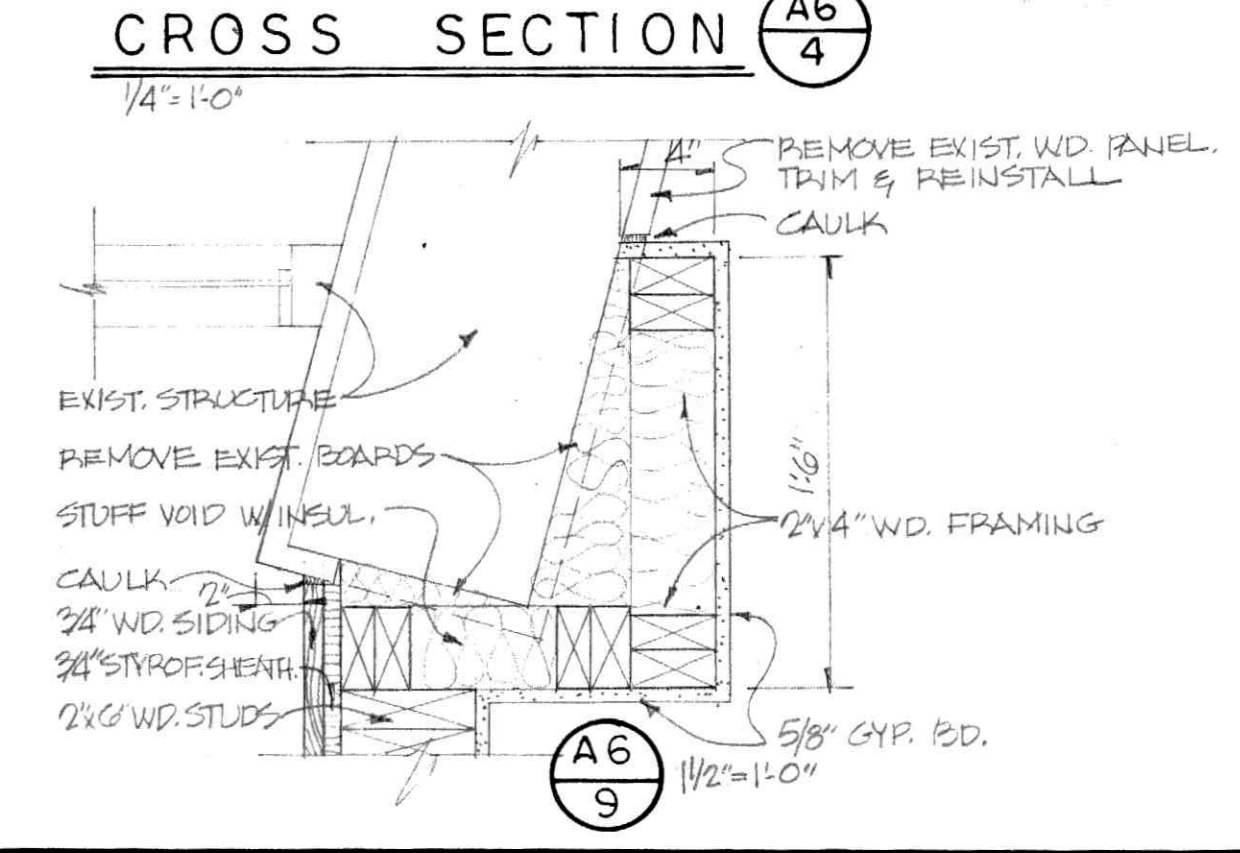 CROSS SECTION
A6
4
1/4"=1'-0"
4"
REMOVE EXIST. WD. PANEL,
TRIM & REINSTALL
CAULK
EXIST. STRUCTURE
REMOVE EXIST. BOARDS
STUFF VOID W/INSUL.
CAULK
2"
3/4" WD. SIDING
3/4" STYROF. SHEATH.
2"x6" WD. STUDS
1'-6"
2"x4" WD. FRAMING
5/8" GYP. BD.
A6
9
1 1/2"=1'-0"